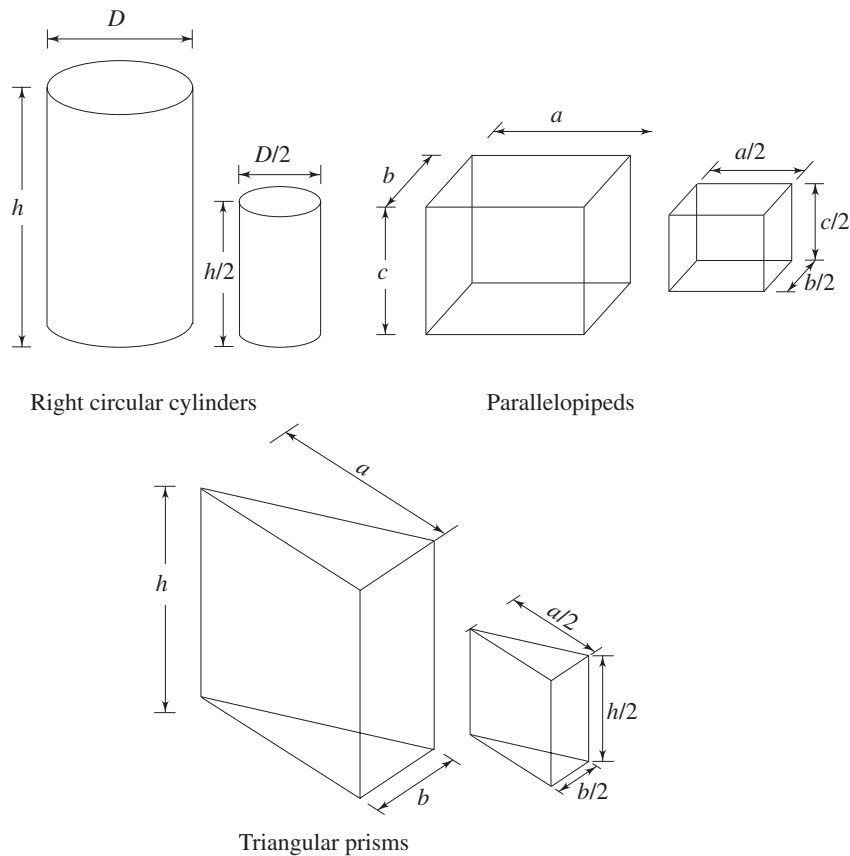 D
h
D/2
h/2
Right circular cylinders
a
b
c
a/2
c/2
b/2
Parallelopipeds
a
h
b
a/2
h/2
b/2
Triangular prisms